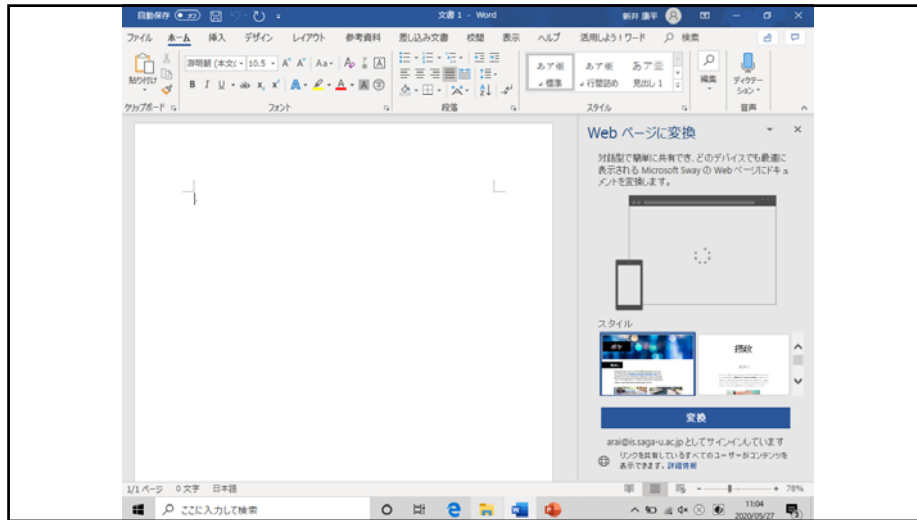 自動保存 オフ 文書 1 - Word 新井 康平
ファイル ホーム 挿入 デザイン レイアウト 参考資料 差し込み文書 校閲 表示 ヘルプ 活用しよう！ワード 検索
貼り付け 游明朝 (本文( 10.5 A A Aa A
B I U ab x x A A A
あア亜 あア亜 あア亜
標準 行間詰め 見出し 1
編集 ディクテーション
クリップボード フォント 段落 スタイル 音声
Web ページに変換
対話型で簡単に共有でき、どのデバイスでも最適に
表示される Microsoft Sway の Web ページにドキュ
メントを変換します。
スタイル
変換
arai@is.saga-u.ac.jp としてサインインしています
リンクを共有しているすべてのユーザーがコンテンツを
表示できます。詳細情報
1/1 ページ 0 文字 日本語 78%
ここに入力して検索
11:04
2020/05/27